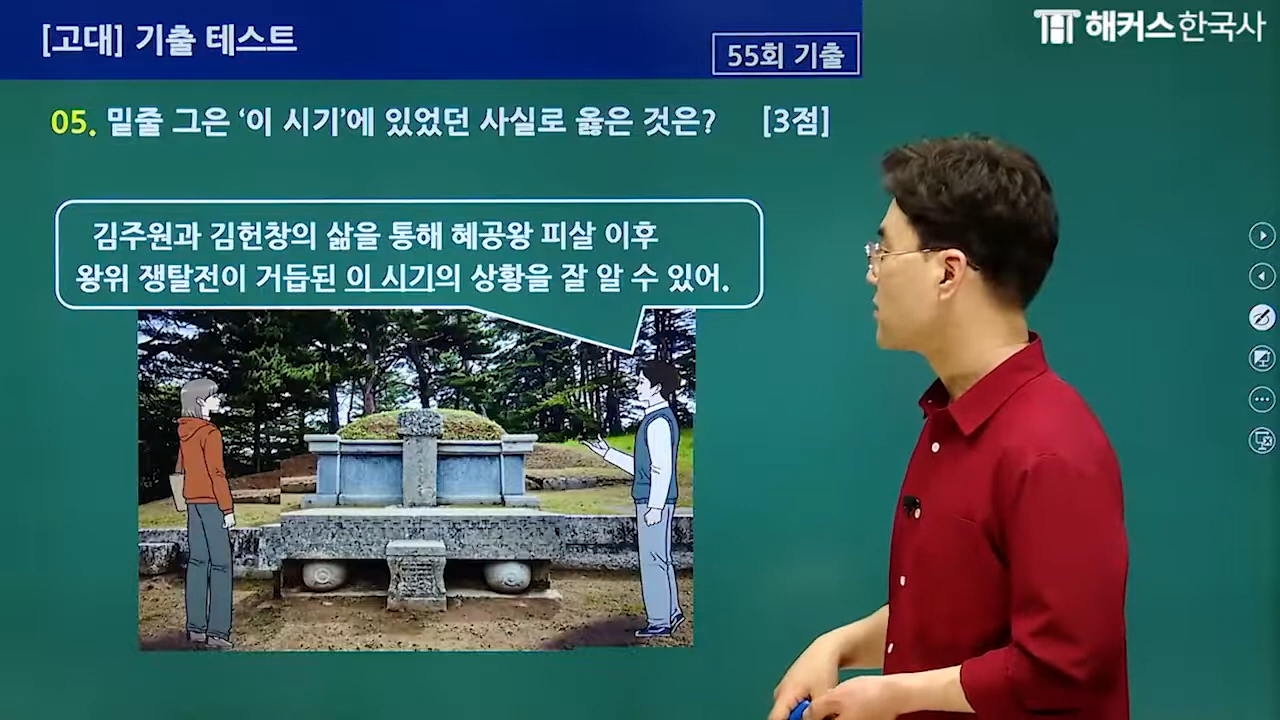 [고대] 기출 테스트
55회 기출
해커스한국사
05. 밑줄 그은 ‘이 시기’에 있었던 사실로 옳은 것은? [3점]
김주원과 김헌창의 삶을 통해 혜공왕 피살 이후
왕위 쟁탈전이 거듭된 이 시기의 상황을 잘 알 수 있어.